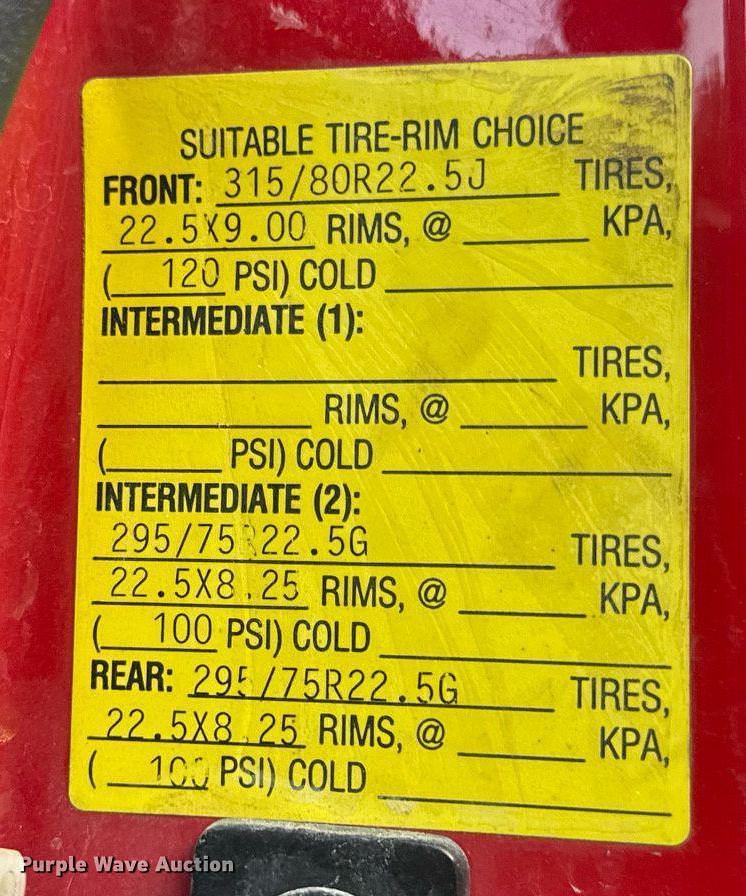 SUITABLE TIRE-RIM CHOICE
FRONT: 315/80R22.5J TIRES,
22.5X9.00 RIMS, @ KPA,
( 120 PSI) COLD
INTERMEDIATE (1):
TIRES,
RIMS, @ KPA,
( PSI) COLD
INTERMEDIATE (2):
295/75R22.5G TIRES,
22.5X8.25 RIMS, @ KPA,
( 100 PSI) COLD
REAR: 295/75R22.5G TIRES,
22.5X8.25 RIMS, @ KPA,
( 100 PSI) COLD
Purple Wave Auction